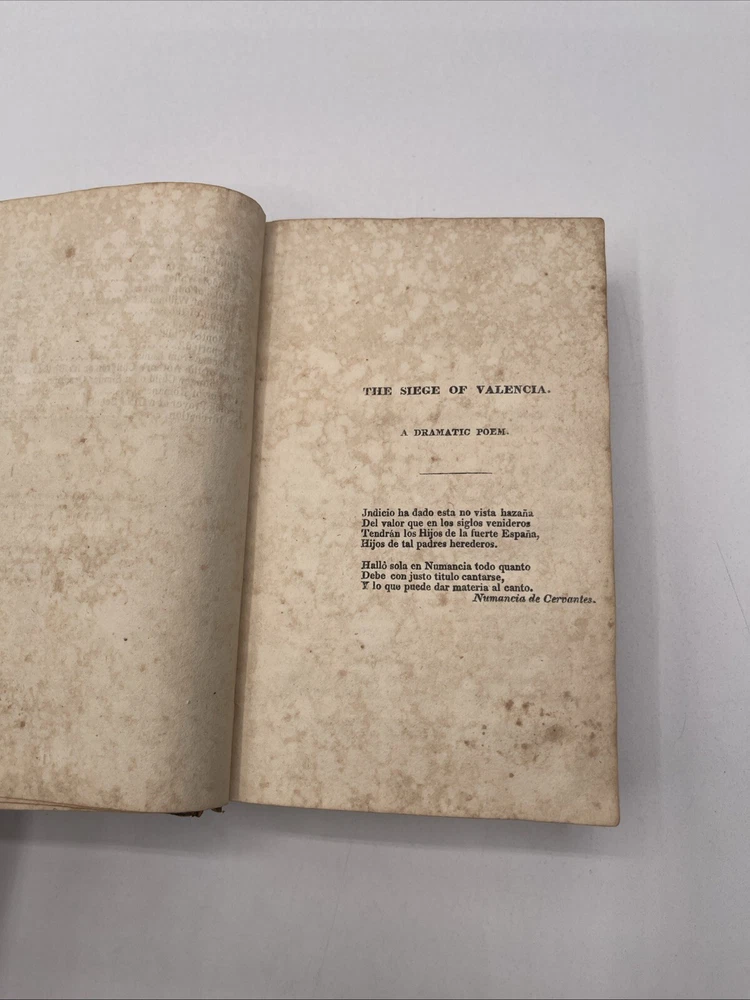 THE SIEGE OF VALENCIA.
A DRAMATIC POEM.
Jndicio ha dado esta no vista hazaña
Del valor que en los siglos venideros
Tendrán los Hijos de la fuerte España,
Hijos de tal padres herederos.
Hallô sola en Numancia todo quanto
Debe con justo titulo cantarse,
Y lo que puede dar materia al canto.
Numancia de Cervantes.